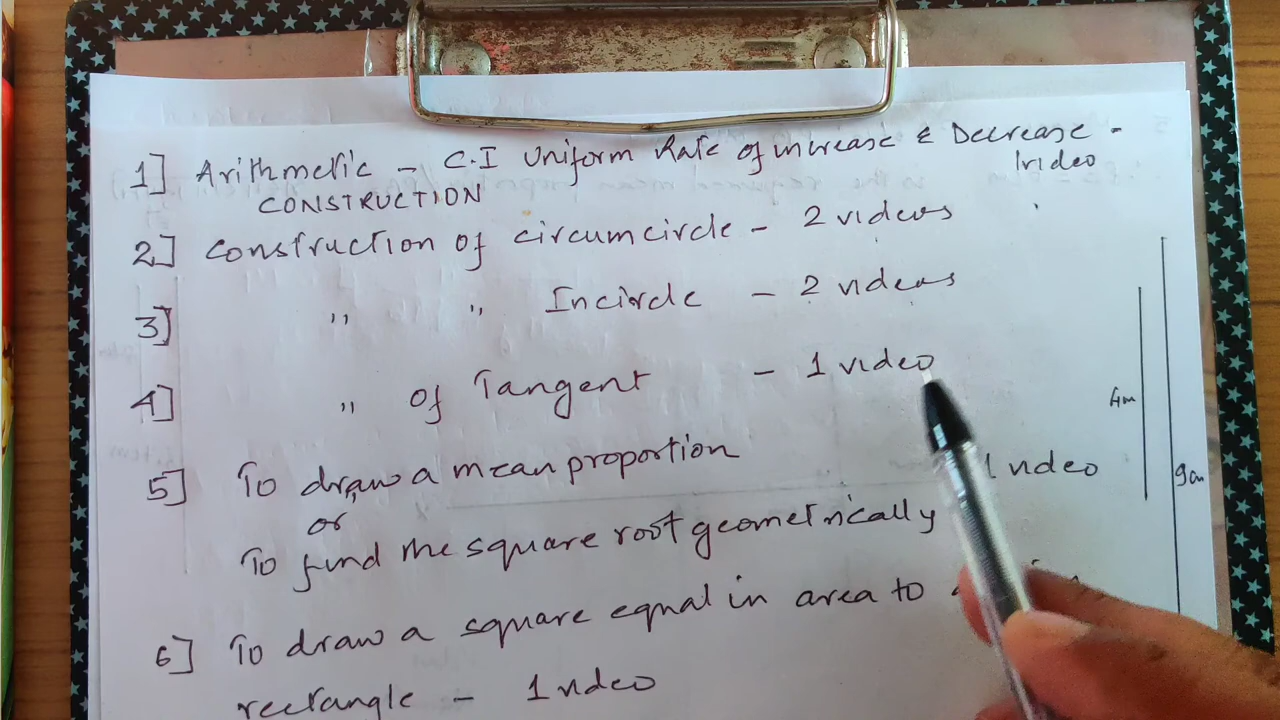 1] Arithmetic - C.I Uniform Rate of increase & Decrease -
1video
CONSTRUCTION
2] Construction of circumcircle - 2 videos
3] ,, ,, Incircle - 2 videos
4] ,, of Tangent - 1 video
5] To draw a mean proportion
1 video
or
To find the square root geometrically
6] To draw a square equal in area to a
rectangle - 1 video
4m
9cm